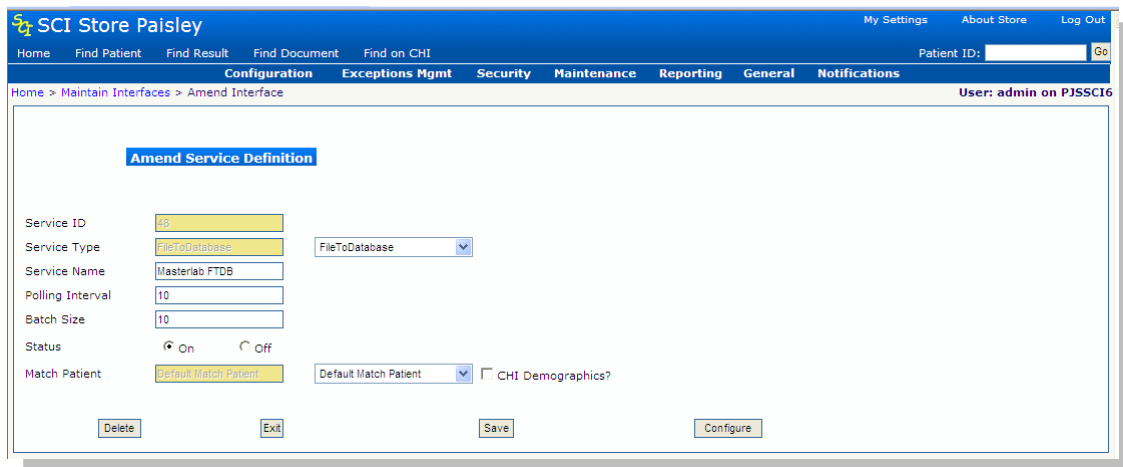 SCI SCI Store Paisley My Settings About Store Log Out
Home Find Patient Find Result Find Document Find on CHI Patient ID: Go
Configuration Exceptions Mgmt Security Maintenance Reporting General Notifications
Home > Maintain Interfaces > Amend Interface User: admin on PJSSCI6
Amend Service Definition
Service ID 48
Service Type FileToDatabase FileToDatabase
Service Name Masterlab FTDB
Polling Interval 10
Batch Size 10
Status On Off
Match Patient Default Match Patient Default Match Patient CHI Demographics?
Delete Exit Save Configure